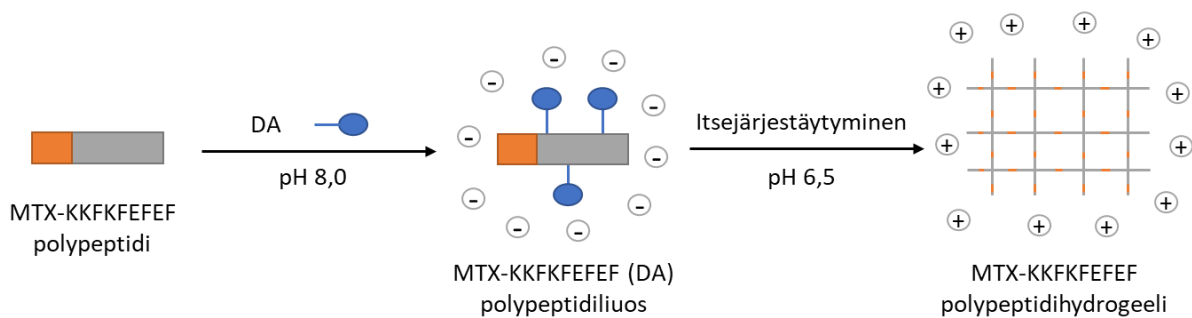 DA
pH 8,0
MTX-KKFKFEFEF
polypeptidi
MTX-KKFKFEFEF (DA)
polypeptidiliuos
Itsejärjestäytyminen
pH 6,5
MTX-KKFKFEFEF
polypeptidihydrogeeli